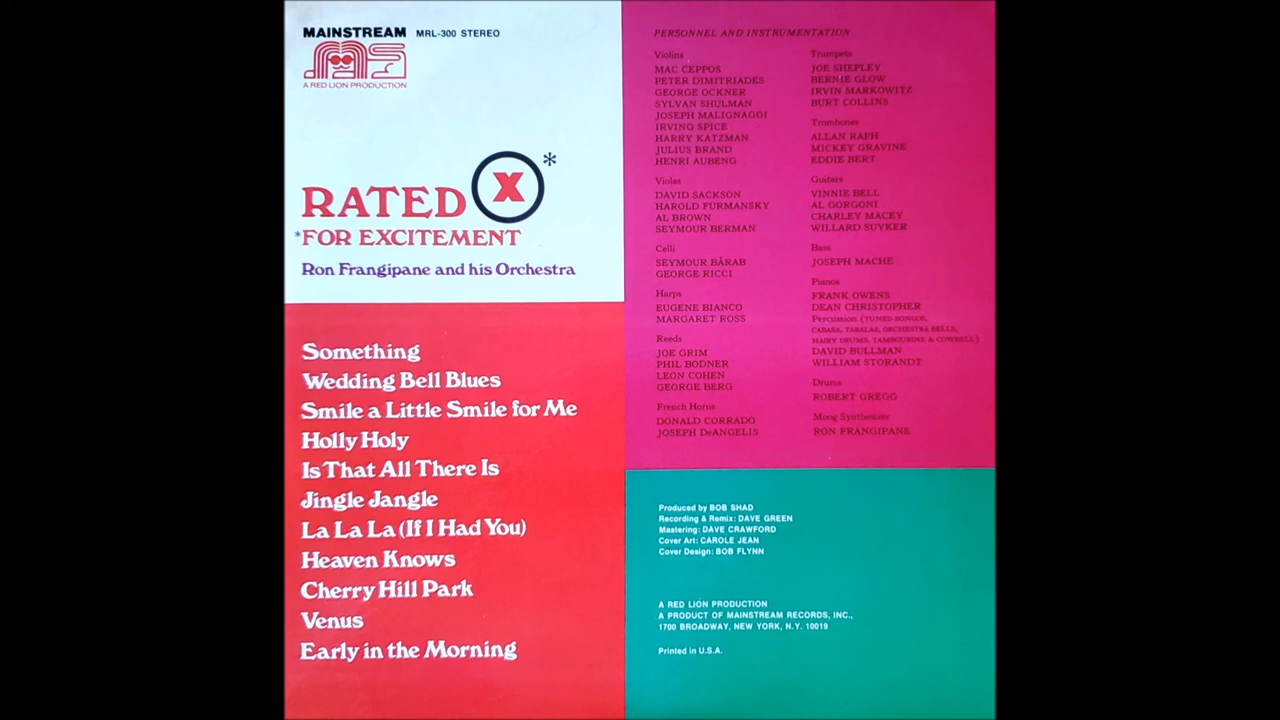 MAINSTREAM MRL-300 STEREO
A RED LION PRODUCTION
RATED X*
*FOR EXCITEMENT
Ron Frangipane and his Orchestra
Something
Wedding Bell Blues
Smile a Little Smile for Me
Holly Holy
Is That All There Is
Jingle Jangle
La La La (If I Had You)
Heaven Knows
Cherry Hill Park
Venus
Early in the Morning
PERSONNEL AND INSTRUMENTATION
Violins
MAC CEPPOS
PETER DIMITRIADES
GEORGE OCKNER
SYLVAN SHULMAN
JOSEPH MALIGNAGGI
IRVING SPICE
HARRY KATZMAN
JULIUS BRAND
HENRI AUBENG
Violas
DAVID SACKSON
HAROLD FURMANSKY
AL BROWN
SEYMOUR BERMAN
Celli
SEYMOUR BARAB
GEORGE RICCI
Harps
EUGENE BIANCO
MARGARET ROSS
Reeds
JOE GRIM
PHIL BODNER
LEON COHEN
GEORGE BERG
French Horns
DONALD CORRADO
JOSEPH DeANGELIS
Trumpets
JOE SHEPLEY
BERNIE GLOW
IRVIN MARKOWITZ
BURT COLLINS
Trombones
ALLAN RAPH
MICKEY GRAVINE
EDDIE BERT
Guitars
VINNIE BELL
AL GORGONI
CHARLEY MACEY
WILLARD SUYKER
Bass
JOSEPH MACHE
Pianos
FRANK OWENS
DEAN CHRISTOPHER
Percussion (TUNED BONGOS,
CABASA, TABALAS, ORCHESTRA BELLS,
HAIRY DRUMS, TAMBOURINE & COWBELL)
DAVID BULLMAN
WILLIAM STORANDT
Drums
ROBERT GREGG
Moog Synthesizer
RON FRANGIPANE
Produced by BOB SHAD
Recording & Remix: DAVE GREEN
Mastering: DAVE CRAWFORD
Cover Art: CAROLE JEAN
Cover Design: BOB FLYNN
A RED LION PRODUCTION
A PRODUCT OF MAINSTREAM RECORDS, INC.,
1700 BROADWAY, NEW YORK, N.Y. 10019
Printed in U.S.A.